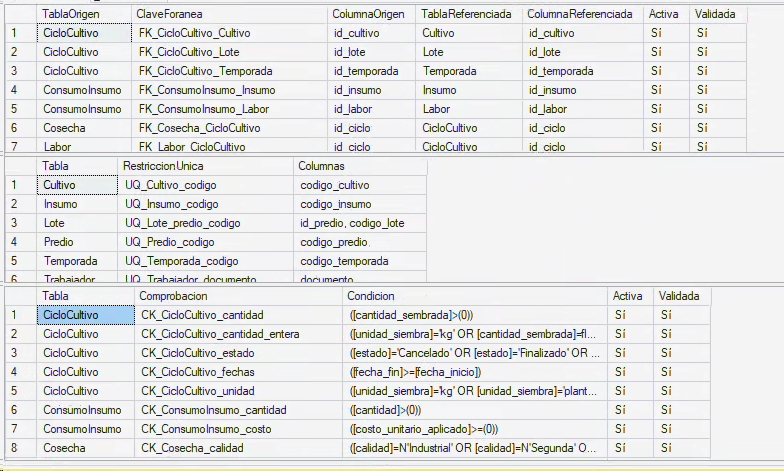 TablaOrigen ClaveForanea ColumnaOrigen TablaReferenciada ColumnaReferenciada Activa Validada
1 CicloCultivo FK_CicloCultivo_Cultivo id_cultivo Cultivo id_cultivo Sí Sí
2 CicloCultivo FK_CicloCultivo_Lote id_lote Lote id_lote Sí Sí
3 CicloCultivo FK_CicloCultivo_Temporada id_temporada Temporada id_temporada Sí Sí
4 ConsumoInsumo FK_ConsumoInsumo_Insumo id_insumo Insumo id_insumo Sí Sí
5 ConsumoInsumo FK_ConsumoInsumo_Labor id_labor Labor id_labor Sí Sí
6 Cosecha FK_Cosecha_CicloCultivo id_ciclo CicloCultivo id_ciclo Sí Sí
7 Labor FK_Labor_CicloCultivo id_ciclo CicloCultivo id_ciclo Sí Sí
Tabla RestriccionUnica Columnas
1 Cultivo UQ_Cultivo_codigo codigo_cultivo
2 Insumo UQ_Insumo_codigo codigo_insumo
3 Lote UQ_Lote_predio_codigo id_predio, codigo_lote
4 Predio UQ_Predio_codigo codigo_predio
5 Temporada UQ_Temporada_codigo codigo_temporada
6 Trabajador UQ_Trabajador_documento documento
Tabla Comprobacion Condicion Activa Validada
1 CicloCultivo CK_CicloCultivo_cantidad ([cantidad_sembrada]>(0)) Sí Sí
2 CicloCultivo CK_CicloCultivo_cantidad_entera ([unidad_siembra]='kg' OR [cantidad_sembrada]=fl... Sí Sí
3 CicloCultivo CK_CicloCultivo_estado ([estado]='Cancelado' OR [estado]='Finalizado' OR ... Sí Sí
4 CicloCultivo CK_CicloCultivo_fechas ([fecha_fin]>=[fecha_inicio]) Sí Sí
5 CicloCultivo CK_CicloCultivo_unidad ([unidad_siembra]='kg' OR [unidad_siembra]='plant... Sí Sí
6 ConsumoInsumo CK_ConsumoInsumo_cantidad ([cantidad]>(0)) Sí Sí
7 ConsumoInsumo CK_ConsumoInsumo_costo ([costo_unitario_aplicado]>=(0)) Sí Sí
8 Cosecha CK_Cosecha_calidad ([calidad]=N'Industrial' OR [calidad]=N'Segunda' O... Sí Sí